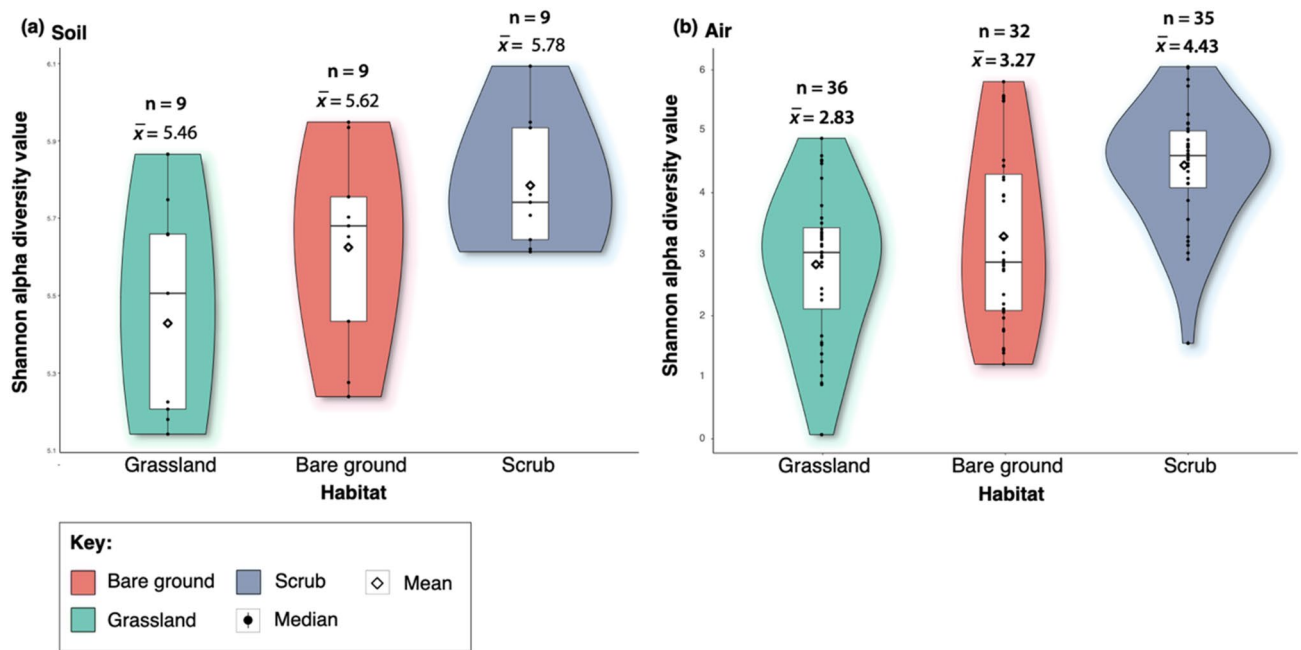 (a) Soil
n = 9
x̅ = 5.46
n = 9
x̅ = 5.62
n = 9
x̅ = 5.78
Shannon alpha diversity value
6.1
5.9
5.7
5.5
5.3
5.1
Grassland
Bare ground
Scrub
Habitat
(b) Air
n = 36
x̅ = 2.83
n = 32
x̅ = 3.27
n = 35
x̅ = 4.43
Shannon alpha diversity value
6
5
4
3
2
1
0
Grassland
Bare ground
Scrub
Habitat
Key:
Bare ground
Scrub
Mean
Grassland
Median